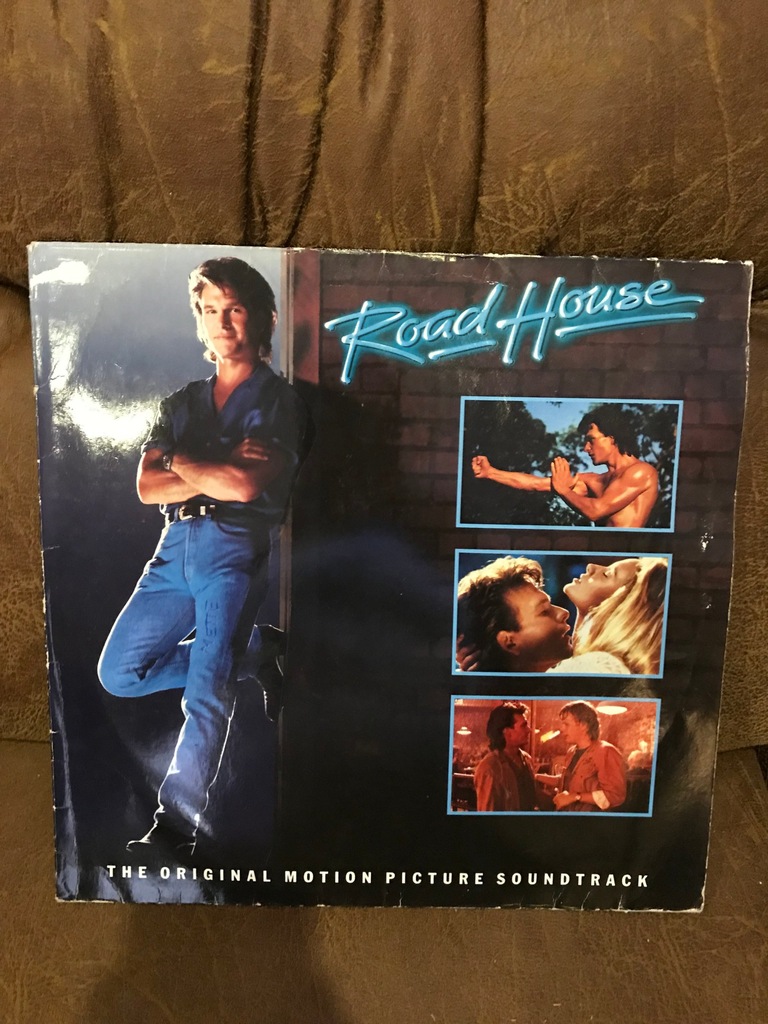 Road House
THE ORIGINAL MOTION PICTURE SOUNDTRACK